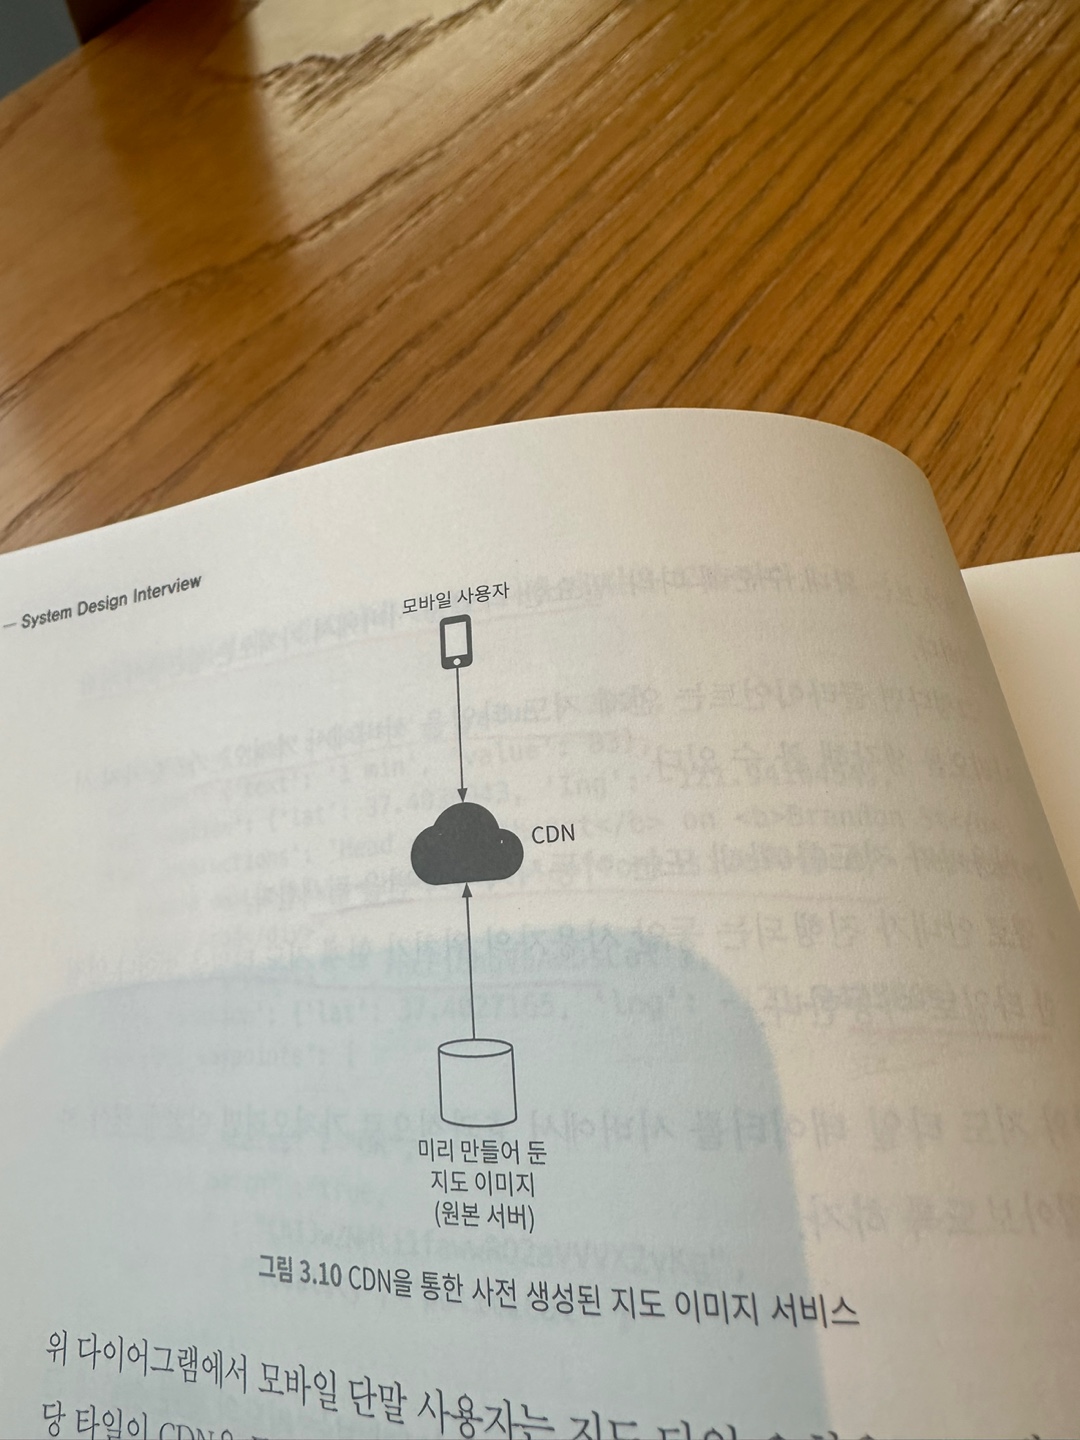 — System Design Interview
모바일 사용자
CDN
미리 만들어 둔
지도 이미지
(원본 서버)
그림 3.10 CDN을 통한 사전 생성된 지도 이미지 서비스
위 다이어그램에서 모바일 단말 사용자는 지도 타일
당 타일이